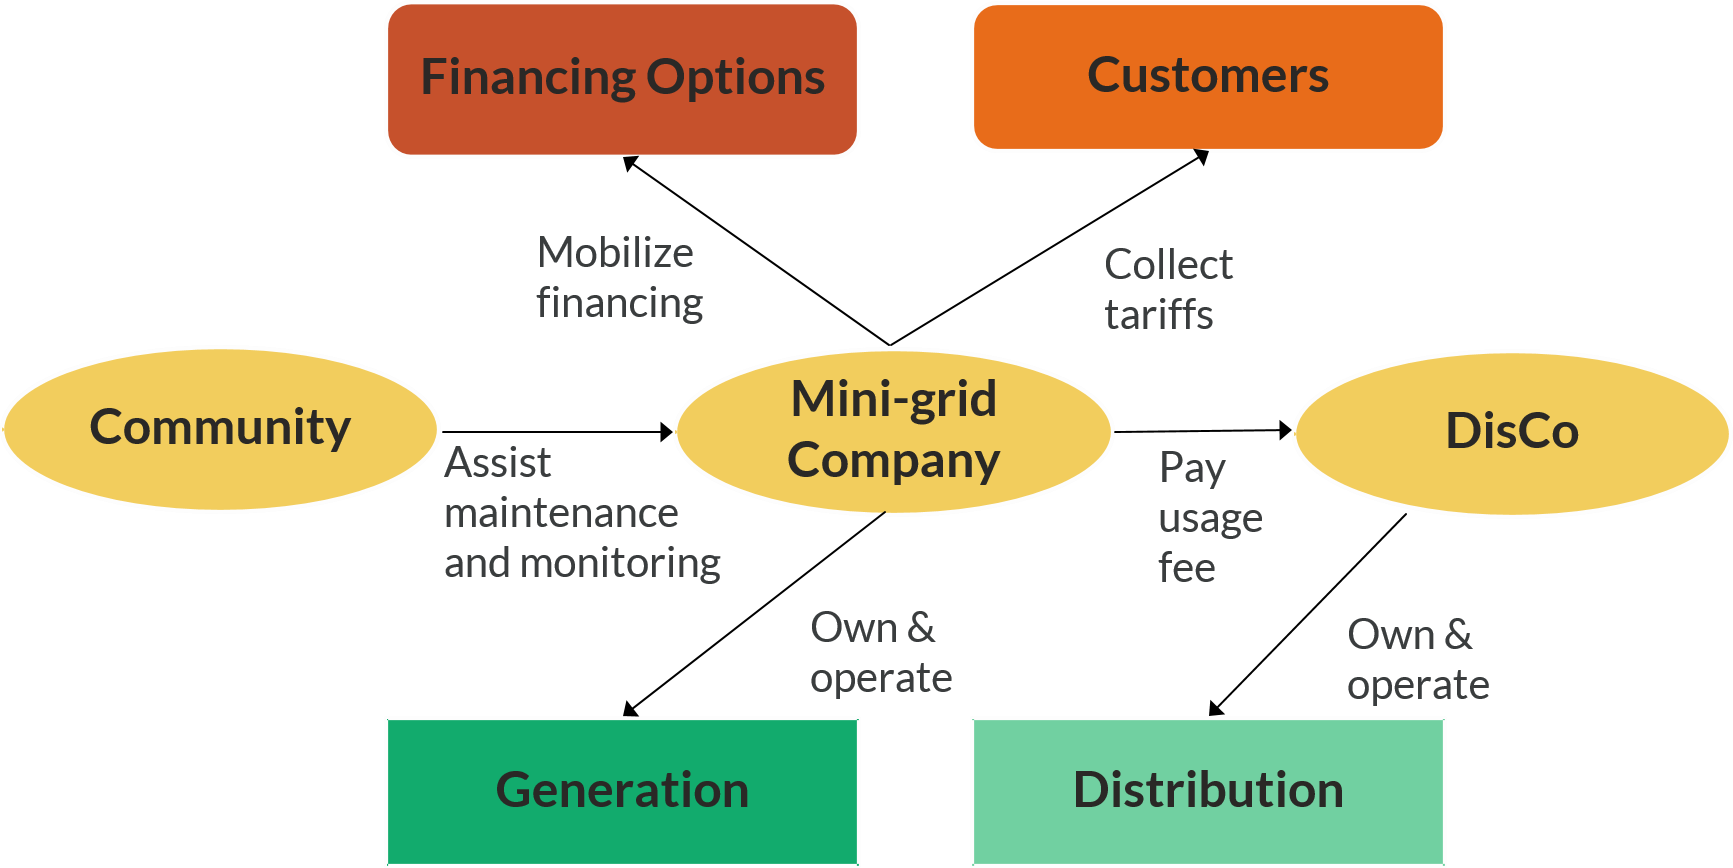 Financing Options
Customers
Mobilize
financing
Collect
tariffs
Community
Mini-grid
Company
DisCo
Assist
maintenance
and monitoring
Pay
usage
fee
Own &
operate
Own &
operate
Generation
Distribution